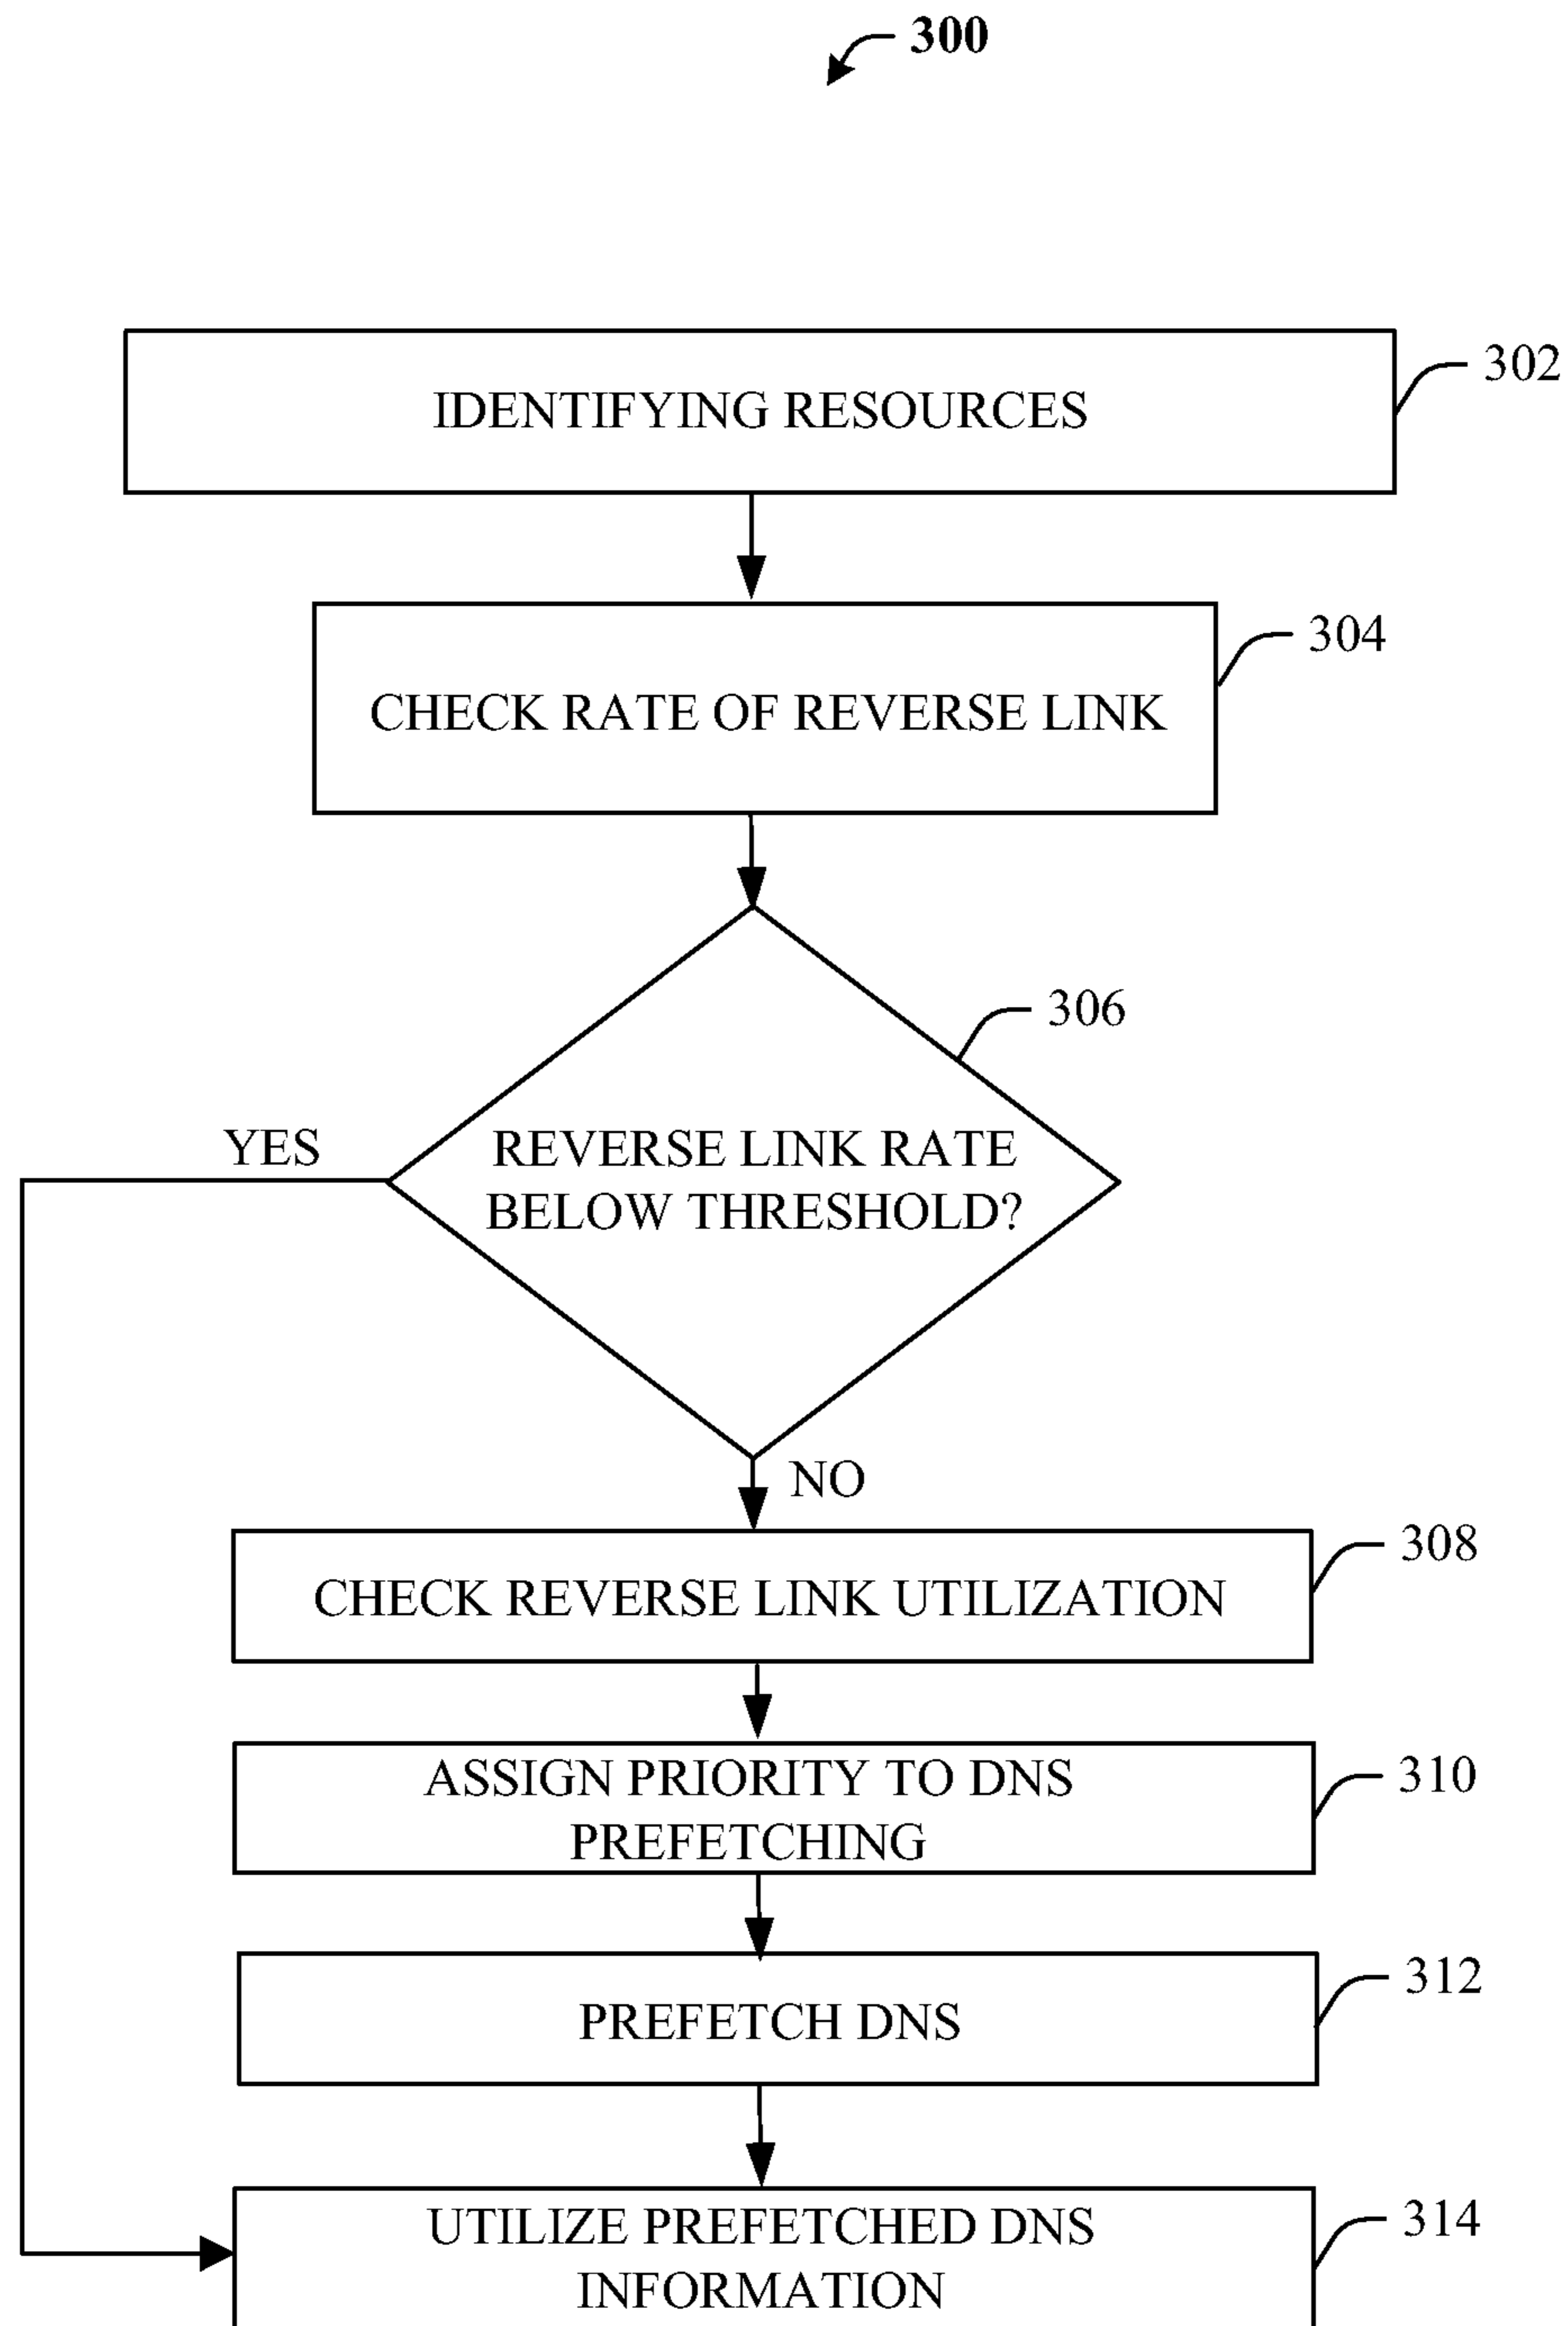 300
IDENTIFYING RESOURCES
302
CHECK RATE OF REVERSE LINK
304
306
REVERSE LINK RATE
BELOW THRESHOLD?
YES
NO
CHECK REVERSE LINK UTILIZATION
308
ASSIGN PRIORITY TO DNS
PREFETCHING
310
PREFETCH DNS
312
UTILIZE PREFETCHED DNS
INFORMATION
314